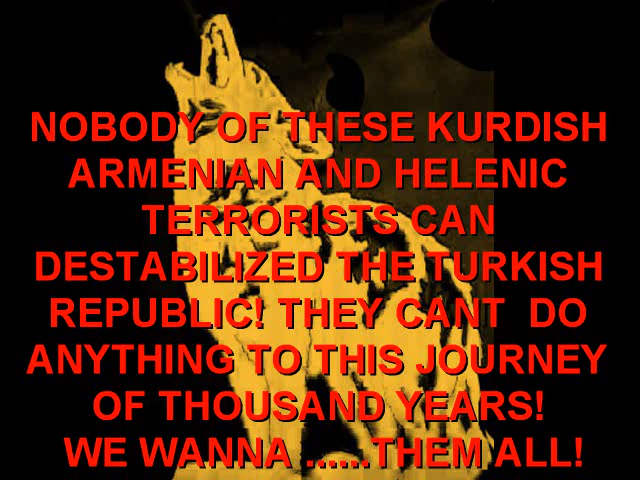 NOBODY OF THESE KURDISH
ARMENIAN AND HELENIC
TERRORISTS CAN
DESTABILIZED THE TURKISH
REPUBLIC! THEY CANT DO
ANYTHING TO THIS JOURNEY
OF THOUSAND YEARS!
WE WANNA ......THEM ALL!